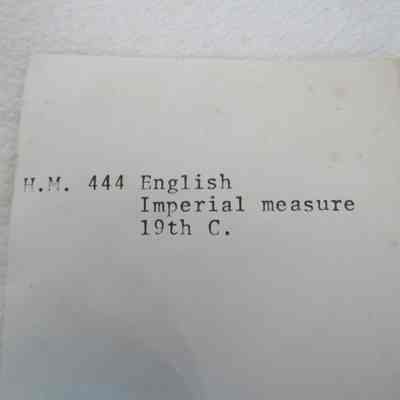 H.M. 444 English
Imperial measure
19th C.